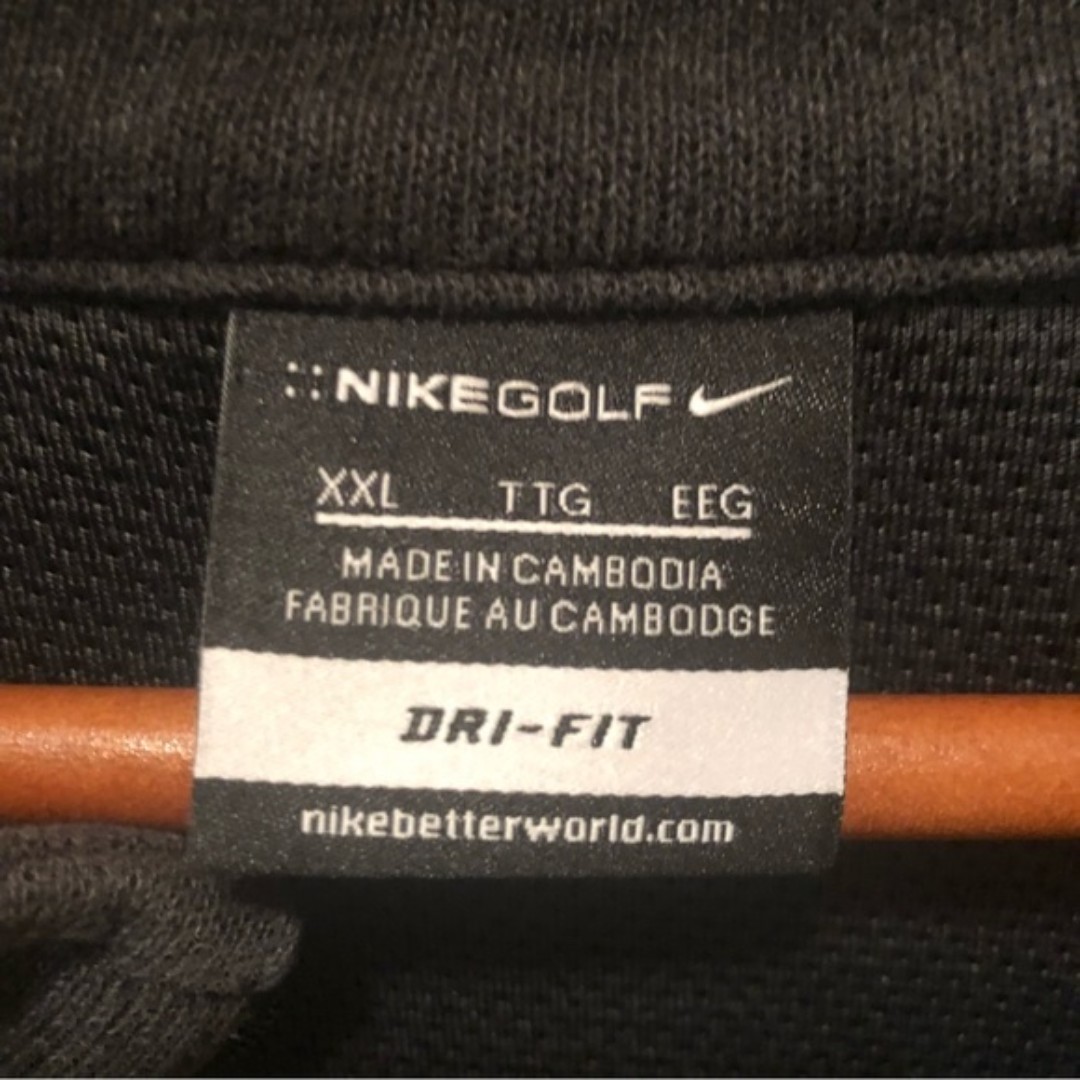 NIKEGOLF
XXL TTG EEG
MADE IN CAMBODIA
FABRIQUE AU CAMBODGE
DRI-FIT
nikebetterworld.com